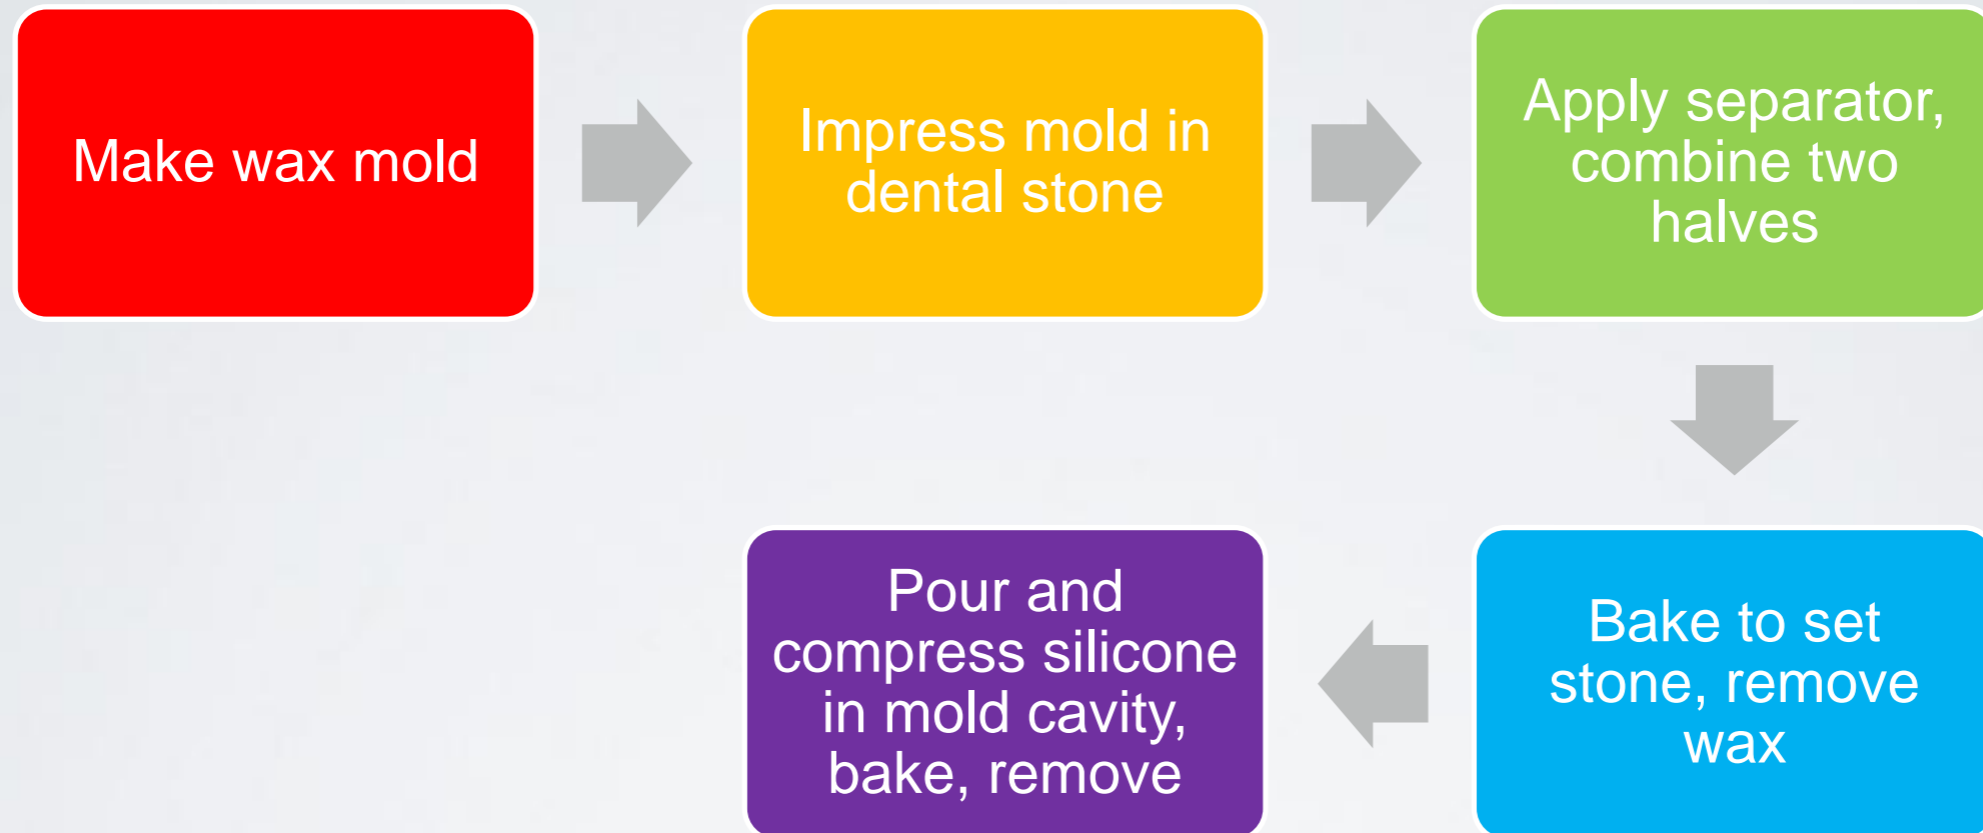 Make wax mold
Impress mold in
dental stone
Apply separator,
combine two
halves
Bake to set
stone, remove
wax
Pour and
compress silicone
in mold cavity,
bake, remove